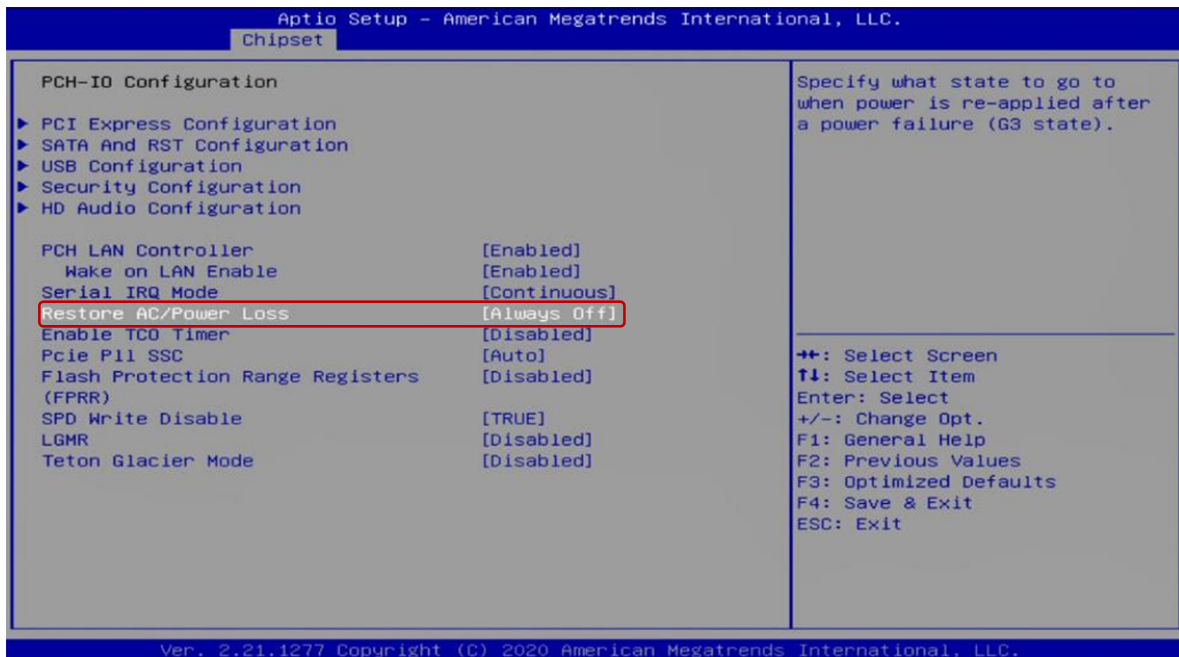 Aptio Setup – American Megatrends International, LLC.
Chipset
PCH-IO Configuration
PCI Express Configuration
SATA And RST Configuration
USB Configuration
Security Configuration
HD Audio Configuration
PCH LAN Controller [Enabled]
Wake on LAN Enable [Enabled]
Serial IRQ Mode [Continuous]
Restore AC/Power Loss [Always Off]
Enable TCO Timer [Disabled]
Pcie Pll SSC [Auto]
Flash Protection Range Registers [Disabled]
(FPRR)
SPD Write Disable [TRUE]
LGMR [Disabled]
Teton Glacier Mode [Disabled]
Specify what state to go to
when power is re-applied after
a power failure (G3 state).
→←: Select Screen
↑↓: Select Item
Enter: Select
+/-: Change Opt.
F1: General Help
F2: Previous Values
F3: Optimized Defaults
F4: Save & Exit
ESC: Exit
Ver. 2.21.1277 Copyright (C) 2020 American Megatrends International, LLC.